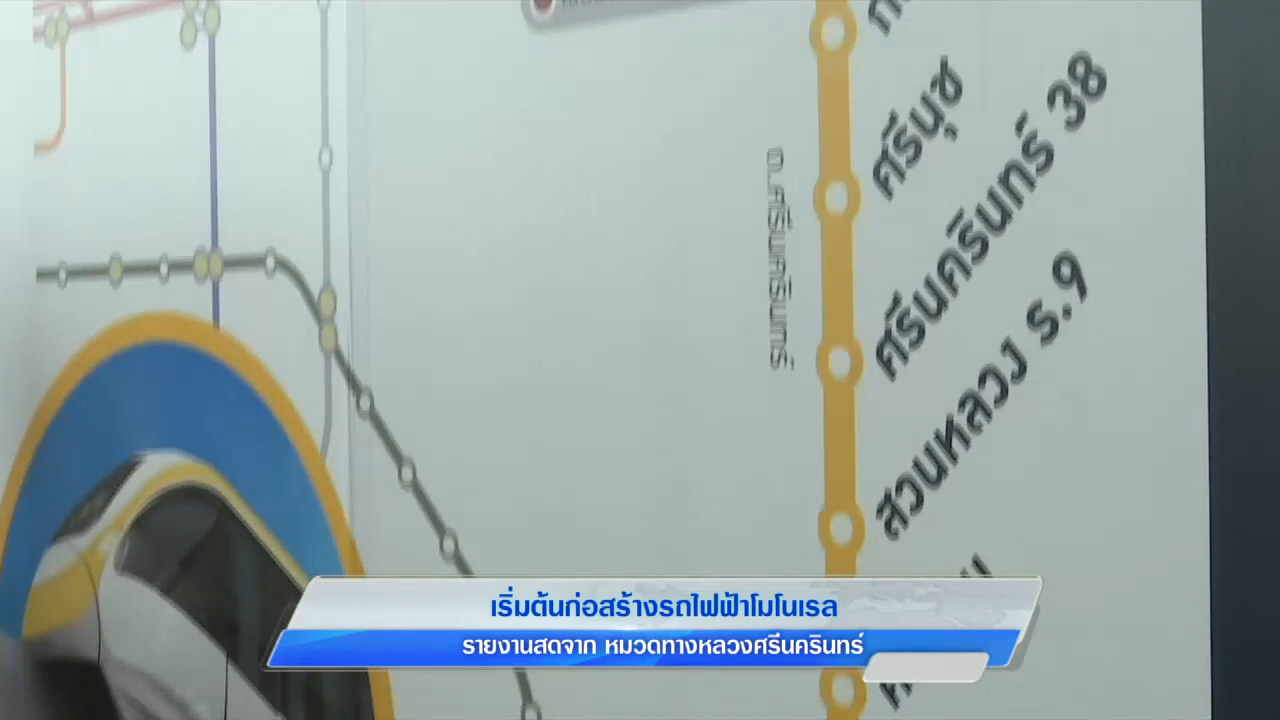 ศรีนุช
ศรีนครินทร์ 38
สวนหลวง ร.9
ถ.ศรีนครินทร์
เริ่มต้นก่อสร้างรถไฟฟ้าโมโนเรล
รายงานสดจาก หมวดทางหลวงศรีนครินทร์